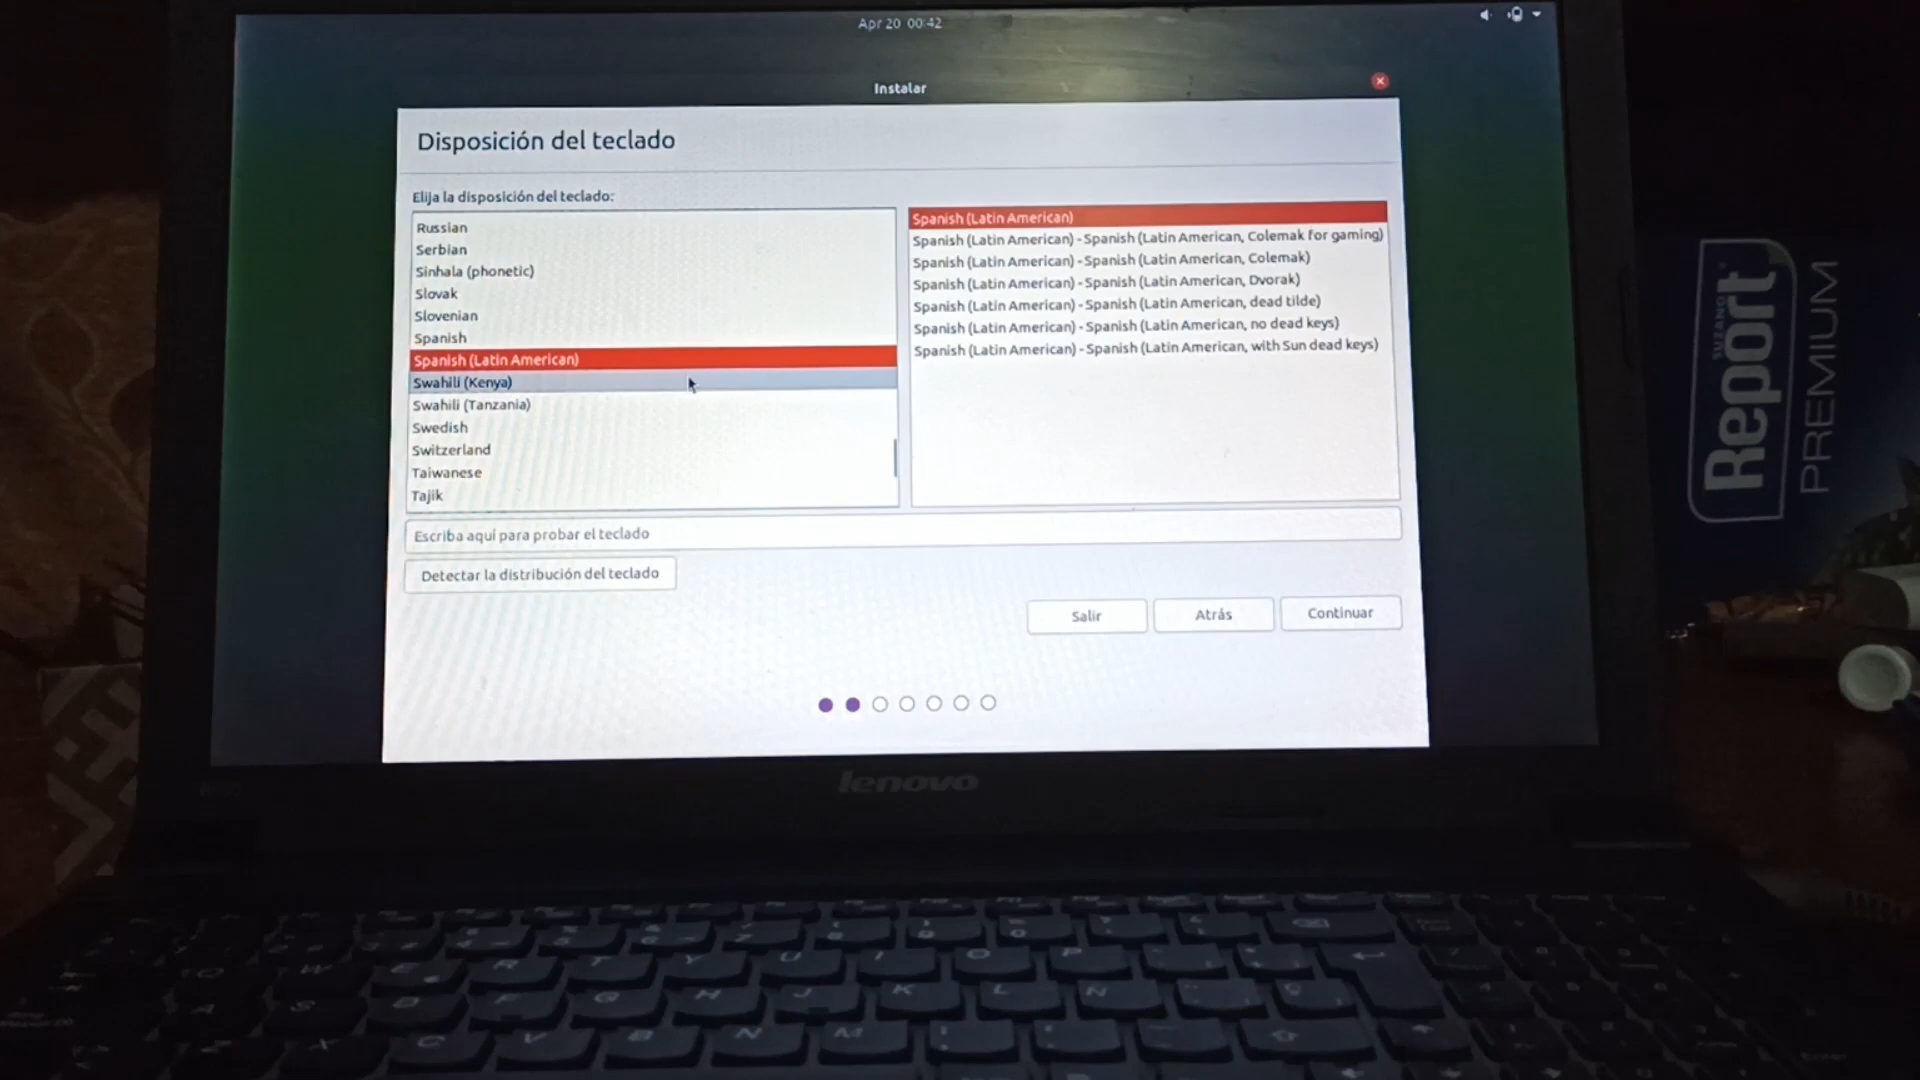 Apr 20 00:42
Instalar
Disposición del teclado
Elija la disposición del teclado:
Russian
Serbian
Sinhala (phonetic)
Slovak
Slovenian
Spanish
Spanish (Latin American)
Swahili (Kenya)
Swahili (Tanzania)
Swedish
Switzerland
Taiwanese
Tajik
Spanish (Latin American)
Spanish (Latin American) - Spanish (Latin American, Colemak for gaming)
Spanish (Latin American) - Spanish (Latin American, Colemak)
Spanish (Latin American) - Spanish (Latin American, Dvorak)
Spanish (Latin American) - Spanish (Latin American, dead tilde)
Spanish (Latin American) - Spanish (Latin American, no dead keys)
Spanish (Latin American) - Spanish (Latin American, with Sun dead keys)
Escriba aquí para probar el teclado
Detectar la distribución del teclado
Salir
Atrás
Continuar
lenovo
SUZANO
Report
PREMIUM
Q W E R T Y U I O P
A S D F G H J K L Ñ
X C V B N M